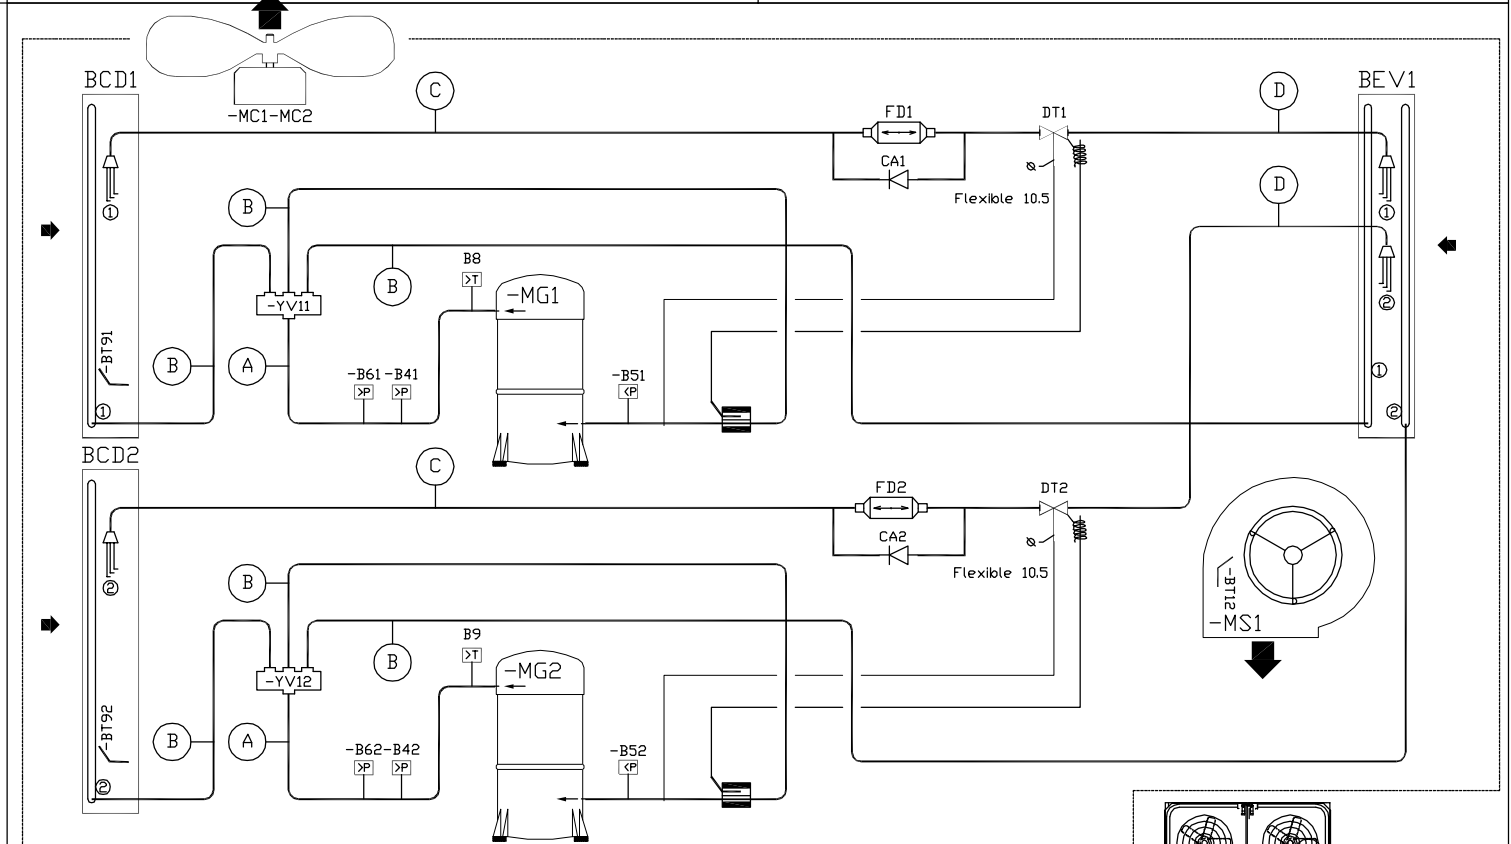 BCD1
-MC1-MC2
C
FD1
DT1
D
BEV1
CA1
Ø
Flexible 10.5
D
1
1
B
B
B8
>T
-MG1
-YV11
2
-BT91
B
A
-B61
-B41
>P
>P
-B51
<P
1
1
2
BCD2
C
FD2
DT2
CA2
Ø
Flexible 10.5
2
B
-BT12
-MS1
B9
>T
B
-MG2
-YV12
-BT92
B
A
-B62-B42
>P
>P
-B52
<P
2